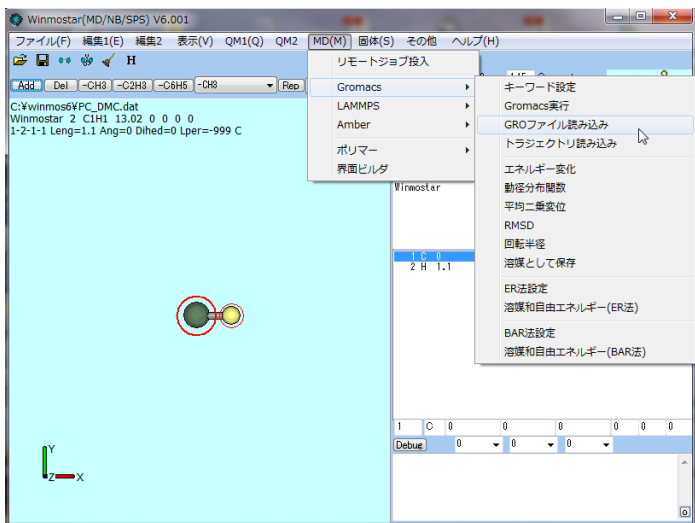 Winmostar(MD/NB/SPS) V6.001
ファイル(F) 編集1(E) 編集2 表示(V) QM1(Q) QM2 MD(M) 固体(S) その他 ヘルプ(H)
H
リモートジョブ投入
Add Del -CH3 -C2H3 -C6H5 -CH3 Rep
Gromacs
キーワード設定
C:¥winmos6¥PC_DMC.dat
LAMMPS
Gromacs実行
Winmostar 2 C1H1 13.02 0 0 0 0
Amber
GROファイル読み込み
1-2-1-1 Leng=1.1 Ang=0 Dihed=0 Lper=-999 C
トラジェクトリ読み込み
ポリマー
界面ビルダ
エネルギー変化
動径分布関数
Winmostar
平均二乗変位
RMSD
回転半径
1 C 0
溶媒として保存
2 H 1.1
ER法設定
溶媒和自由エネルギー(ER法)
BAR法設定
溶媒和自由エネルギー(BAR法)
1 C 0 0 0 0 0 0
Debug 0 0 0
Y
Z X